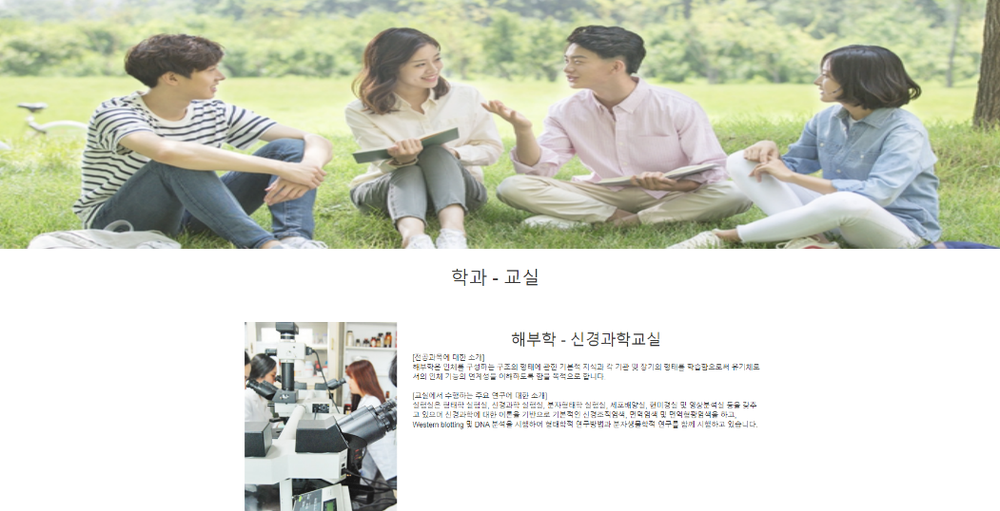 학과 - 교실
해부학 - 신경과학교실
[전공과목에 대한 소개]
해부학은 인체를 구성하는 구조의 형태에 관한 기본적 지식과 각 기관 및 장기의 형태를 학습함으로써 유기체로
서의 인체 기능의 연계성을 이해하도록 함을 목적으로 합니다.
[교실에서 수행하는 주요 연구에 대한 소개]
실험실은 형태학 실험실, 신경과학 실험실, 분자형태학 실험실, 세포배양실, 현미경실 및 영상분석실 등을 갖추
고 있으며 신경과학에 대한 이론을 기반으로 기본적인 신경조직염색, 면역염색 및 면역형광염색을 하고,
Western blotting 및 DNA 분석을 시행하여 형태학적 연구방법과 분자생물학적 연구를 함께 시행하고 있습니다.